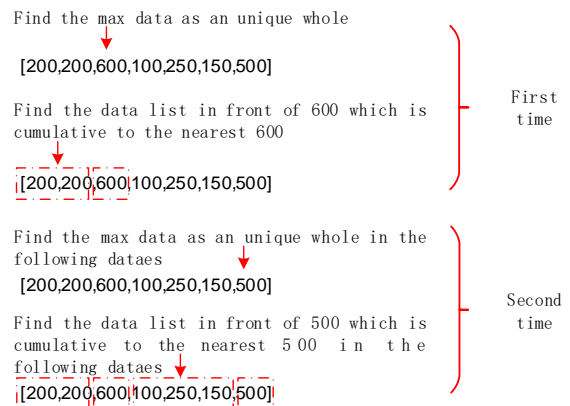 Find the max data as an unique whole
[200,200,600,100,250,150,500]
Find the data list in front of 600 which is
cumulative to the nearest 600
[200,200,600,100,250,150,500]
First
time
Find the max data as an unique whole in the
following dataes
[200,200,600,100,250,150,500]
Find the data list in front of 500 which is
cumulative to the nearest 500 in the
following dataes
[200,200,600,100,250,150,500]
Second
time